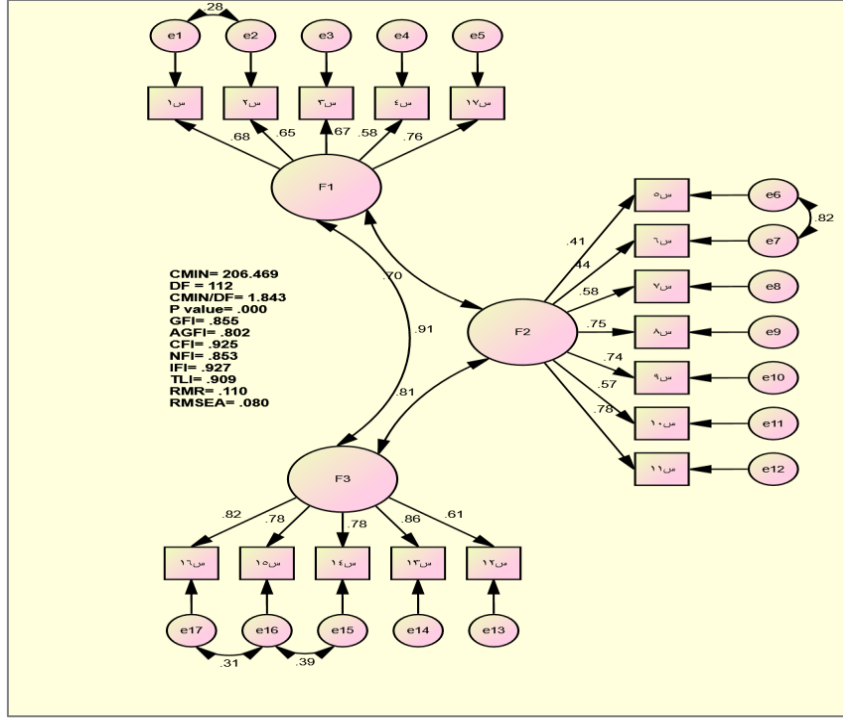 .28
e1 e2 e3 e4 e5
س١ س٢ س٣ س٤ س١٧
.68 .65 .67 .58 .76
F1
س٥ e6
.82
.41
س٦ e7
.44
س٧ e8
.58
.70
CMIN= 206.469
DF = 112
CMIN/DF= 1.843
P value= .000
GFI= .855
AGFI= .802
CFI= .925
NFI= .853
IFI= .927
TLI= .909
RMR= .110
RMSEA= .080
.91
F2
.75
س٨ e9
.74
س٩ e10
.57
س١٠ e11
.78
س١١ e12
.81
F3
.82 .78 .78 .86 .61
س١٦ س١٥ س١٤ س١٣ س١٢
e17 e16 e15 e14 e13
.31 .39